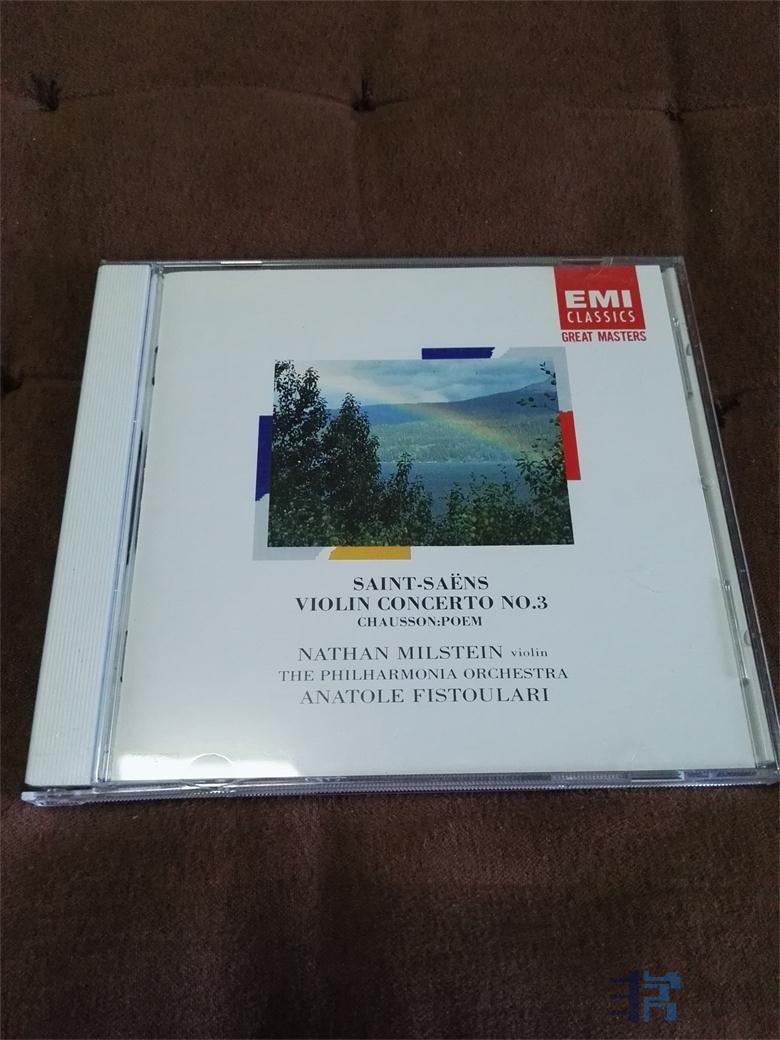 EMI
CLASSICS
GREAT MASTERS
SAINT-SAËNS
VIOLIN CONCERTO NO.3
CHAUSSON:POEM
NATHAN MILSTEIN violin
THE PHILHARMONIA ORCHESTRA
ANATOLE FISTOULARI